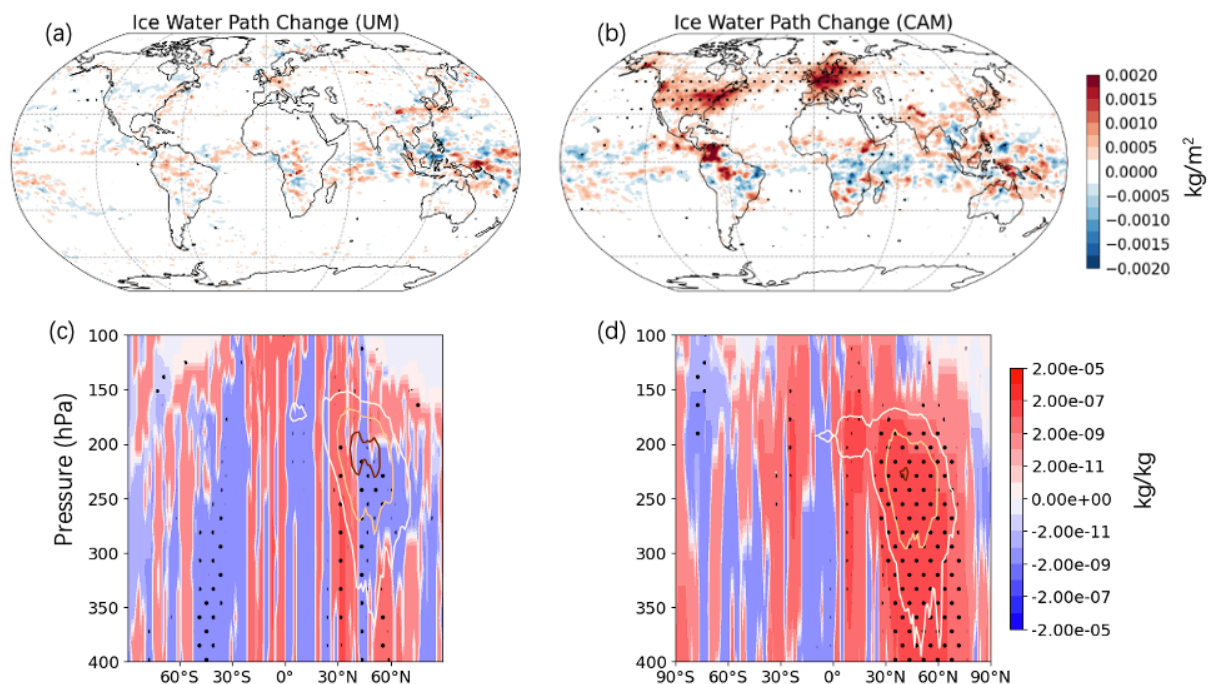 Ice Water Path Change (UM)
(a)
Ice Water Path Change (CAM)
(b)
0.0020
0.0015
0.0010
0.0005
0.0000
−0.0005
−0.0010
−0.0015
−0.0020
kg/m²
(c)
100
150
200
250
300
350
400
Pressure (hPa)
60°S 30°S 0° 30°N 60°N
(d)
100
150
200
250
300
350
400
90°S 60°S 30°S 0° 30°N 60°N 90°N
2.00e-05
2.00e-07
2.00e-09
2.00e-11
0.00e+00
-2.00e-11
-2.00e-09
-2.00e-07
-2.00e-05
kg/kg